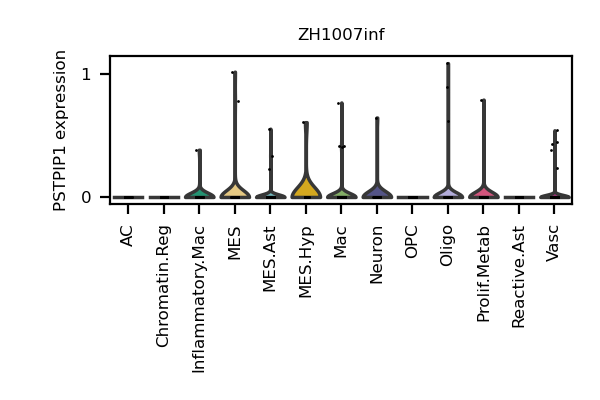 ZH1007inf
PSTPIP1 expression
1
0
AC
Chromatin.Reg
Inflammatory.Mac
MES
MES.Ast
MES.Hyp
Mac
Neuron
OPC
Oligo
Prolif.Metab
Reactive.Ast
Vasc